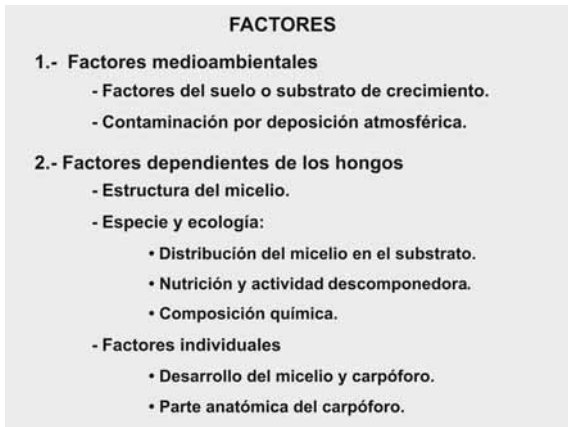 FACTORES
1.- Factores medioambientales
- Factores del suelo o substrato de crecimiento.
- Contaminación por deposición atmosférica.
2.- Factores dependientes de los hongos
- Estructura del micelio.
- Especie y ecología:
• Distribución del micelio en el substrato.
• Nutrición y actividad descomponedora.
• Composición química.
- Factores individuales
• Desarrollo del micelio y carpóforo.
• Parte anatómica del carpóforo.